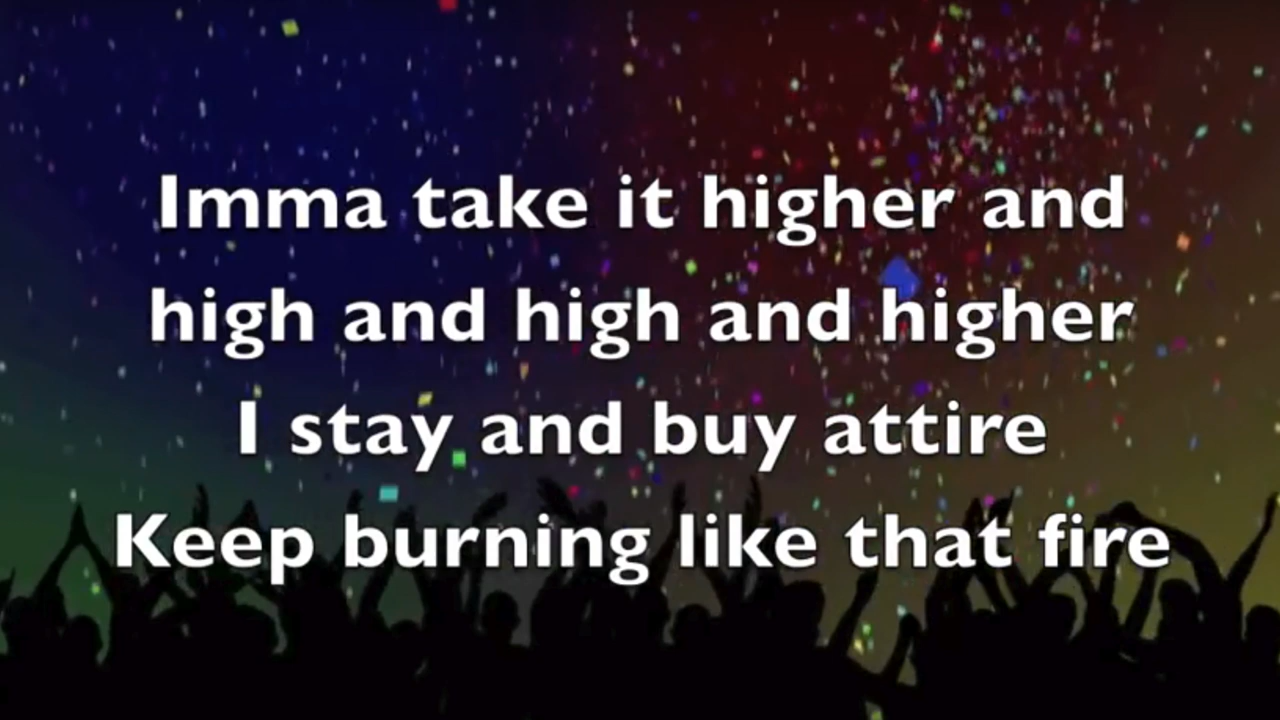 Imma take it higher and
high and high and higher
I stay and buy attire
Keep burning like that fire